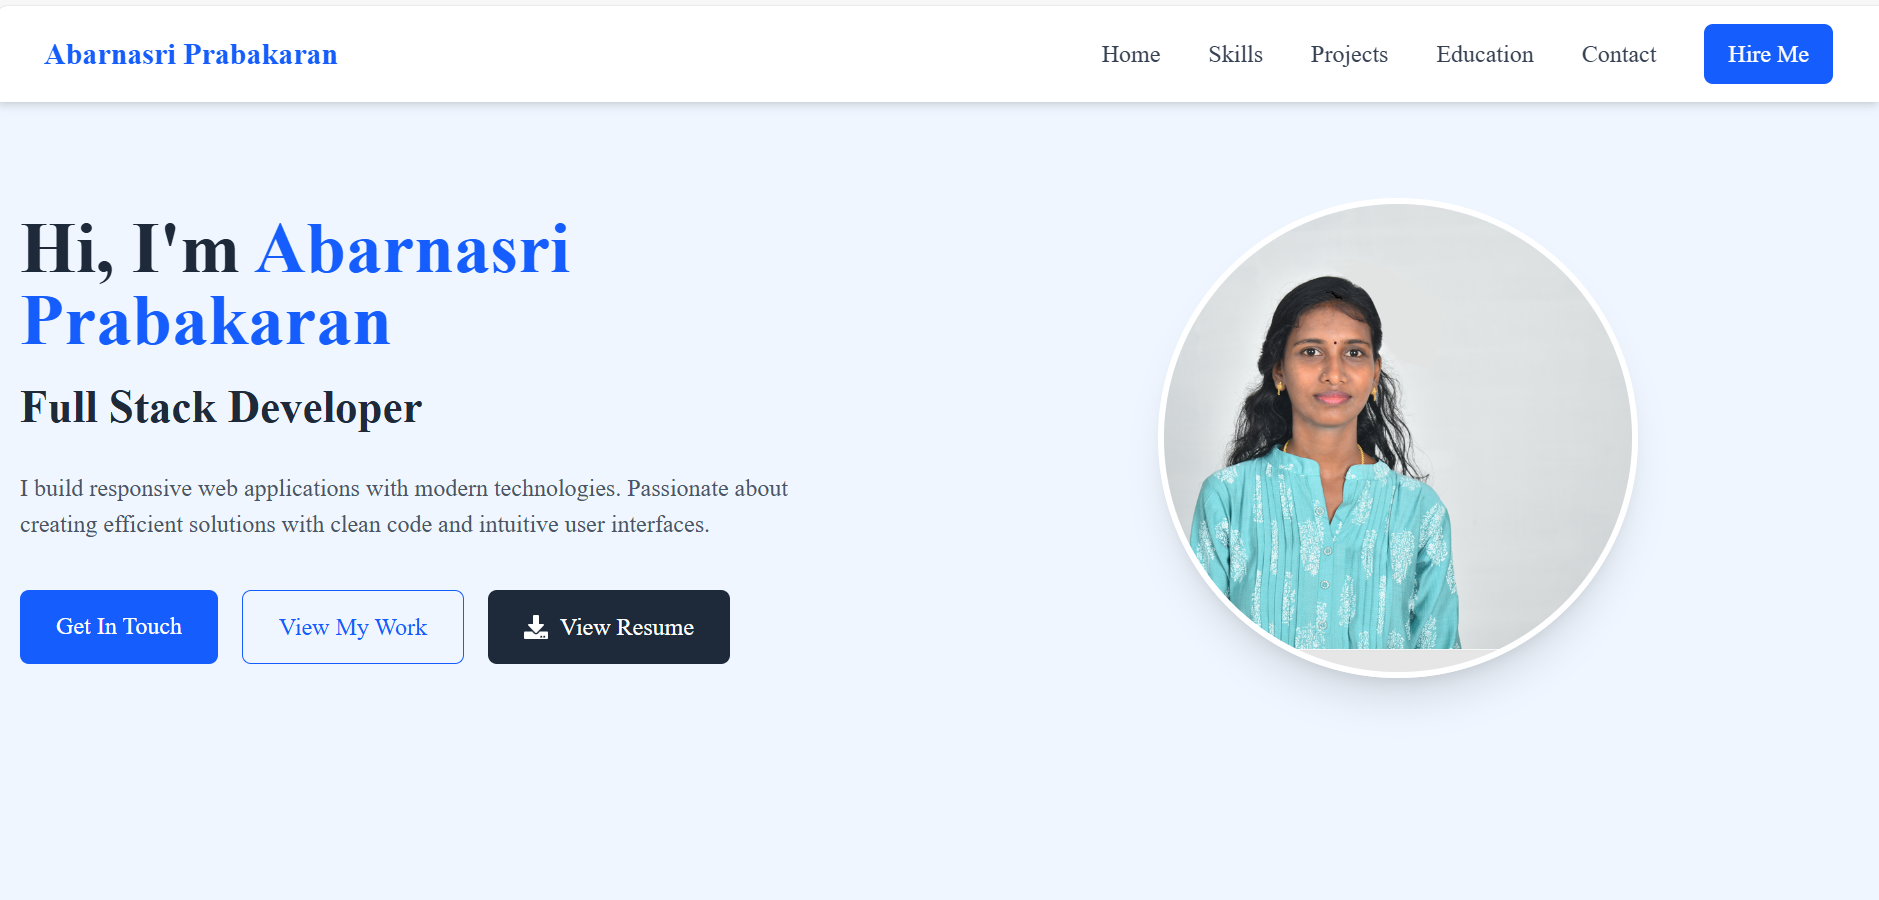 Abarnasri Prabakaran
Home Skills Projects Education Contact Hire Me
Hi, I'm Abarnasri
Prabakaran
Full Stack Developer
I build responsive web applications with modern technologies. Passionate about
creating efficient solutions with clean code and intuitive user interfaces.
Get In Touch View My Work View Resume